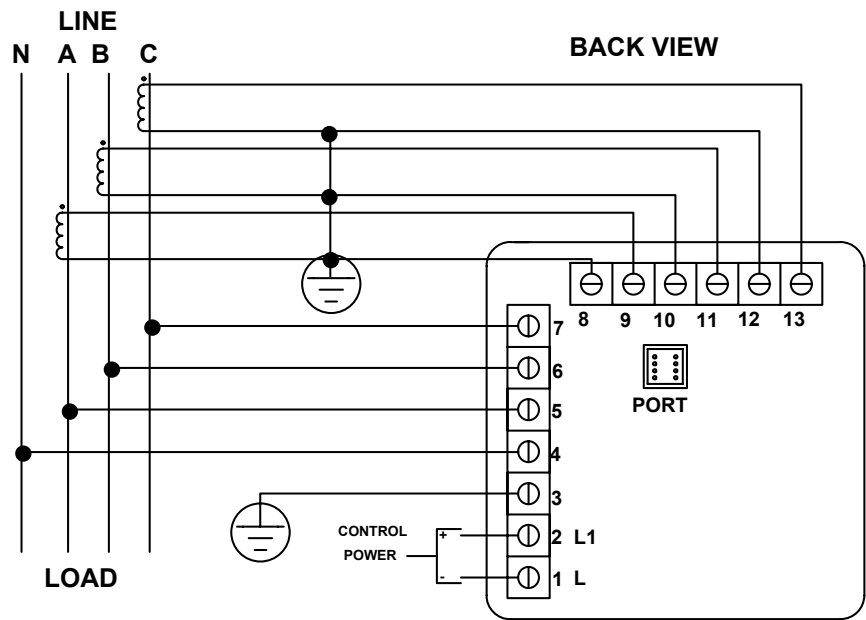 LINE
N A B C
BACK VIEW
8 9 10 11 12 13
7
6
PORT
5
4
3
CONTROL
POWER
+
2 L1
-
1 L
LOAD